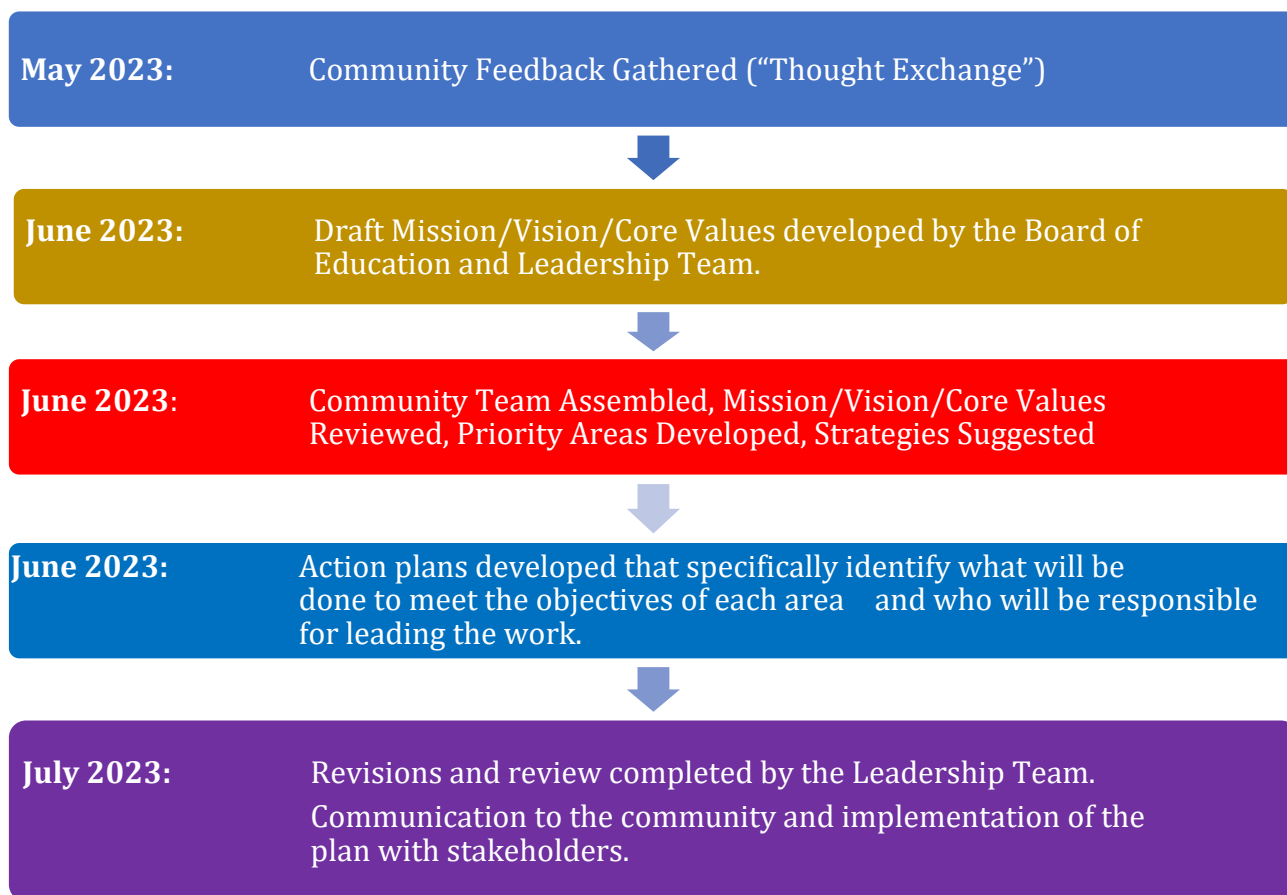 May 2023: Community Feedback Gathered (“Thought Exchange”)
June 2023: Draft Mission/Vision/Core Values developed by the Board of
Education and Leadership Team.
June 2023: Community Team Assembled, Mission/Vision/Core Values
Reviewed, Priority Areas Developed, Strategies Suggested
June 2023: Action plans developed that specifically identify what will be
done to meet the objectives of each area and who will be responsible
for leading the work.
July 2023: Revisions and review completed by the Leadership Team.
Communication to the community and implementation of the
plan with stakeholders.